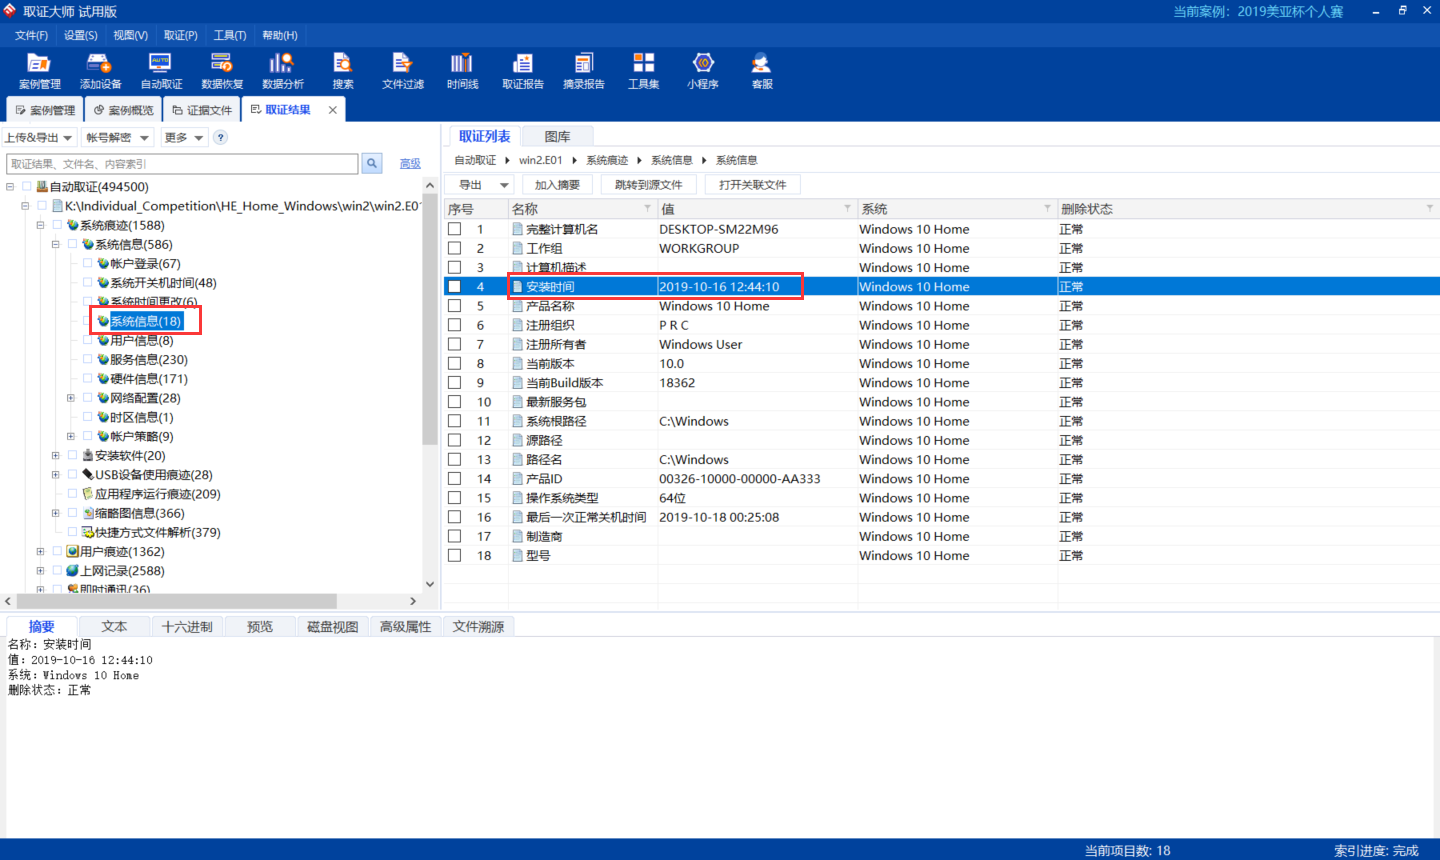 取证大师 试用版
当前案例：2019美亚杯个人赛
文件(F) 设置(S) 视图(V) 取证(P) 工具(T) 帮助(H)
案例管理 添加设备 自动取证 数据恢复 数据分析 搜索 文件过滤 时间线 取证报告 摘录报告 工具集 小程序 客服
案例管理 案例概览 证据文件 取证结果
上传&导出 帐号解密 更多 ?
取证结果、文件名、内容索引 高级
自动取证(494500)
K:\Individual_Competition\HE_Home_Windows\win2\win2.E01
系统痕迹(1588)
系统信息(586)
帐户登录(67)
系统开关机时间(48)
系统时间更改(6)
系统信息(18)
用户信息(8)
服务信息(230)
硬件信息(171)
网络配置(28)
时区信息(1)
帐户策略(9)
安装软件(20)
USB设备使用痕迹(28)
应用程序运行痕迹(209)
缩略图信息(366)
快捷方式文件解析(379)
用户痕迹(1362)
上网记录(2588)
即时通讯(36)
取证列表 图库
自动取证 win2.E01 系统痕迹 系统信息 系统信息
导出 加入摘要 跳转到源文件 打开关联文件
序号 名称 值 系统 删除状态
1 完整计算机名 DESKTOP-SM22M96 Windows 10 Home 正常
2 工作组 WORKGROUP Windows 10 Home 正常
3 计算机描述 Windows 10 Home 正常
4 安装时间 2019-10-16 12:44:10 Windows 10 Home 正常
5 产品名称 Windows 10 Home Windows 10 Home 正常
6 注册组织 P R C Windows 10 Home 正常
7 注册所有者 Windows User Windows 10 Home 正常
8 当前版本 10.0 Windows 10 Home 正常
9 当前Build版本 18362 Windows 10 Home 正常
10 最新服务包 Windows 10 Home 正常
11 系统根路径 C:\Windows Windows 10 Home 正常
12 源路径 Windows 10 Home 正常
13 路径名 C:\Windows Windows 10 Home 正常
14 产品ID 00326-10000-00000-AA333 Windows 10 Home 正常
15 操作系统类型 64位 Windows 10 Home 正常
16 最后一次正常关机时间 2019-10-18 00:25:08 Windows 10 Home 正常
17 制造商 Windows 10 Home 正常
18 型号 Windows 10 Home 正常
摘要 文本 十六进制 预览 磁盘视图 高级属性 文件溯源
名称：安装时间
值：2019-10-16 12:44:10
系统：Windows 10 Home
删除状态：正常
当前项目数: 18
索引进度: 完成